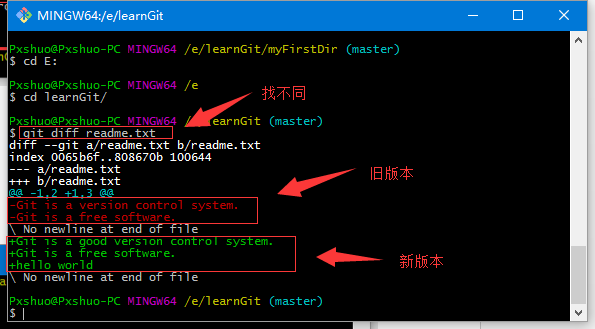 MINGW64:/e/learnGit
Pxshuo@Pxshuo-PC MINGW64 /e/learnGit/myFirstDir (master)
$ cd E:
Pxshuo@Pxshuo-PC MINGW64 /e
$ cd learnGit/
找不同
Pxshuo@Pxshuo-PC MINGW64 /e/learnGit (master)
$ git diff readme.txt
diff --git a/readme.txt b/readme.txt
index 0065b6f..808670b 100644
--- a/readme.txt
+++ b/readme.txt
@@ -1,2 +1,3 @@
旧版本
-Git is a version control system.
-Git is a free software.
\ No newline at end of file
+Git is a good version control system.
+Git is a free software.
新版本
+hello world
\ No newline at end of file
Pxshuo@Pxshuo-PC MINGW64 /e/learnGit (master)
$